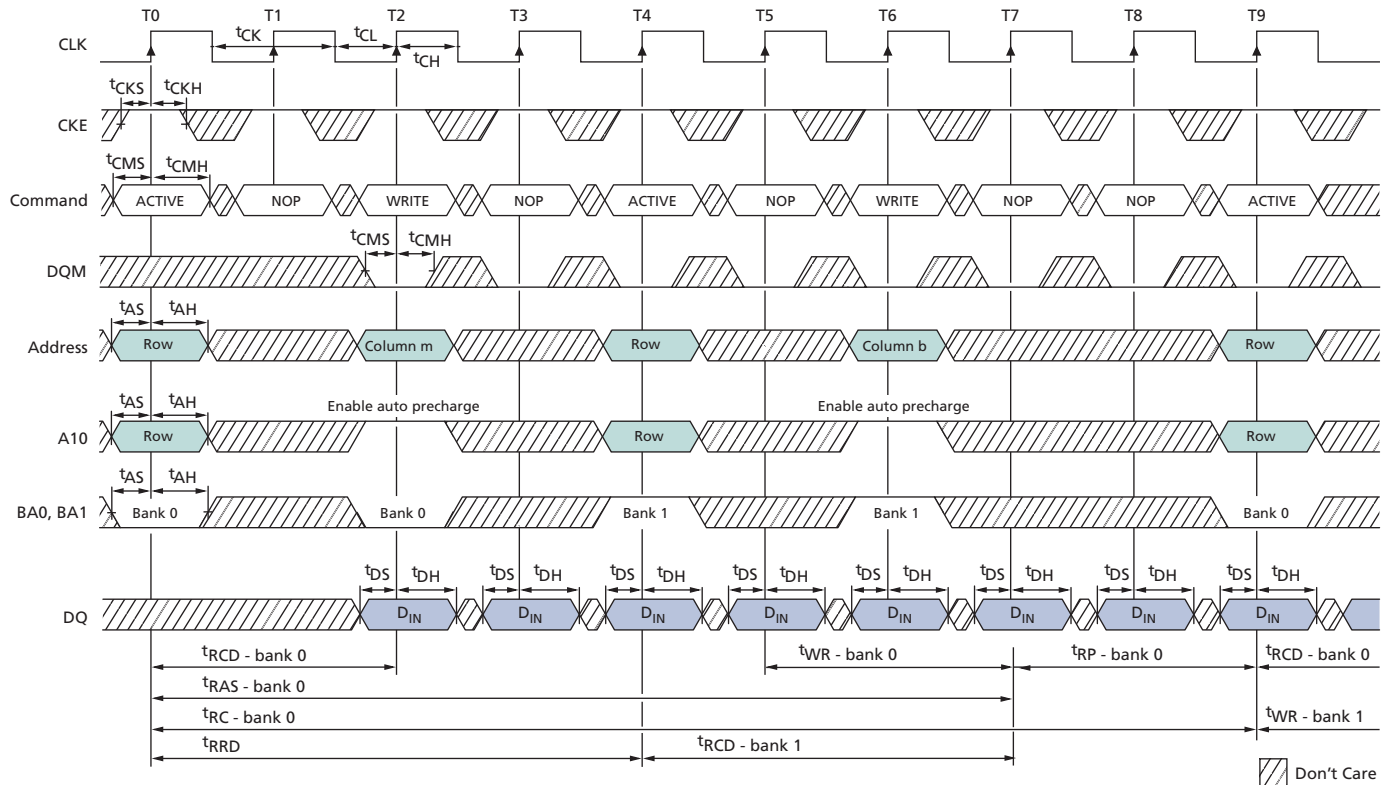 T0 T1 T2 T3 T4 T5 T6 T7 T8 T9
CLK
tCK tCL
tCH
tCKS tCKH
CKE
tCMS tCMH
Command ACTIVE NOP WRITE NOP ACTIVE NOP WRITE NOP NOP ACTIVE
tCMS tCMH
DQM
tAS tAH
Address Row Column m Row Column b Row
tAS tAH Enable auto precharge Enable auto precharge
A10 Row Row Row
tAS tAH
BA0, BA1 Bank 0 Bank 0 Bank 1 Bank 1 Bank 0
tDS tDH tDS tDH tDS tDH tDS tDH tDS tDH tDS tDH tDS tDH tDS tDH
DQ DIN DIN DIN DIN DIN DIN DIN DIN
tRCD - bank 0 tWR - bank 0 tRP - bank 0 tRCD - bank 0
tRAS - bank 0
tRC - bank 0 tWR - bank 1
tRRD tRCD - bank 1
Don't Care